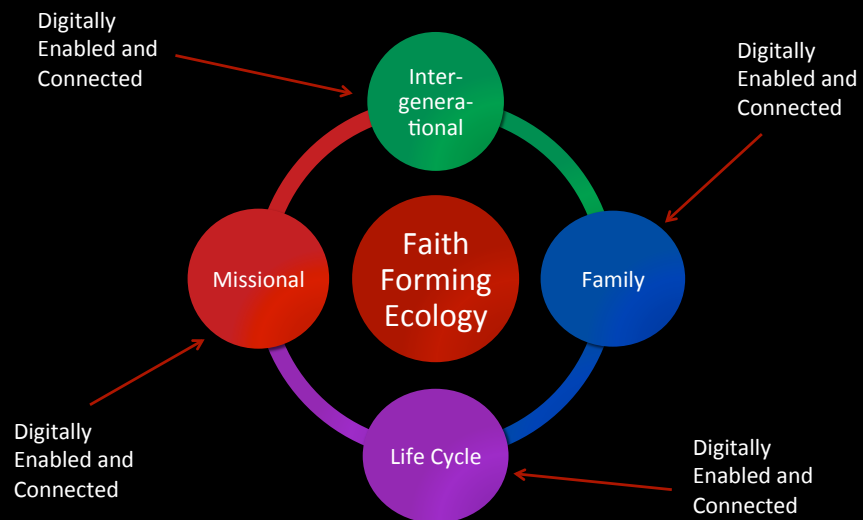 Digitally
Enabled and
Connected
Inter-
genera-
tional
Digitally
Enabled and
Connected
Missional
Faith
Forming
Ecology
Family
Digitally
Enabled and
Connected
Life Cycle
Digitally
Enabled and
Connected